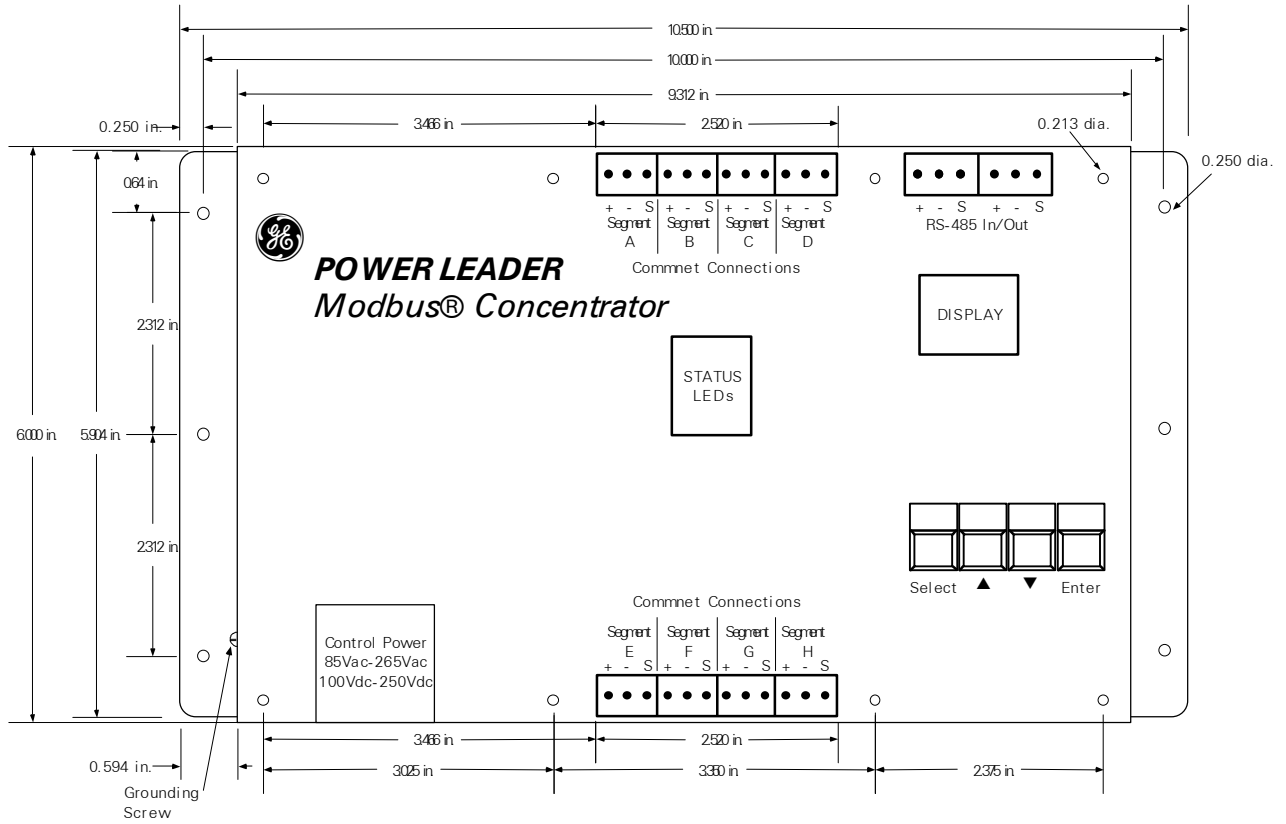 10.500 in.
10.000 in.
9.312 in.
3.466 in.
2.520 in.
0.250 in.
0.213 dia.
0.250 dia.
0.64 in.
+ - S + - S + - S + - S
+ - S + - S
Segment A
Segment B
Segment C
Segment D
RS-485 In/Out
Commnet Connections
GE
POWER LEADER
Modbus® Concentrator
DISPLAY
2.312 in.
STATUS
LEDs
6.000 in.
5.904 in.
2.312 in.
Select ▲ ▼ Enter
Commnet Connections
Segment E
Segment F
Segment G
Segment H
+ - S + - S + - S + - S
Control Power
85Vac-265Vac
100Vdc-250Vdc
3.466 in.
2.520 in.
0.594 in.
3.025 in.
3.350 in.
2.375 in.
Grounding
Screw